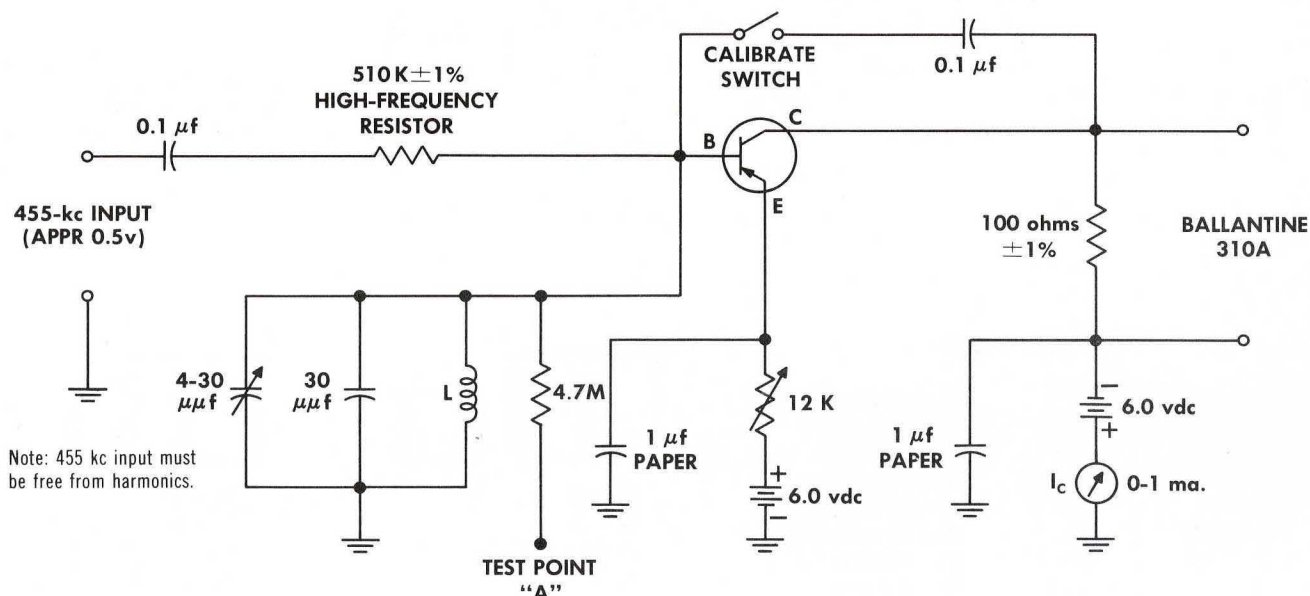 CALIBRATE
SWITCH
0.1 μf
510K±1%
HIGH-FREQUENCY
RESISTOR
0.1 μf
B
C
E
455-kc INPUT
(APPR 0.5v)
100 ohms
±1%
BALLANTINE
310A
4-30
μμf
30
μμf
L
4.7M
12 K
1 μf
PAPER
+
6.0 vdc
−
1 μf
PAPER
−
6.0 vdc
+
IC
0-1 ma.
Note: 455 kc input must
be free from harmonics.
TEST POINT
“A”